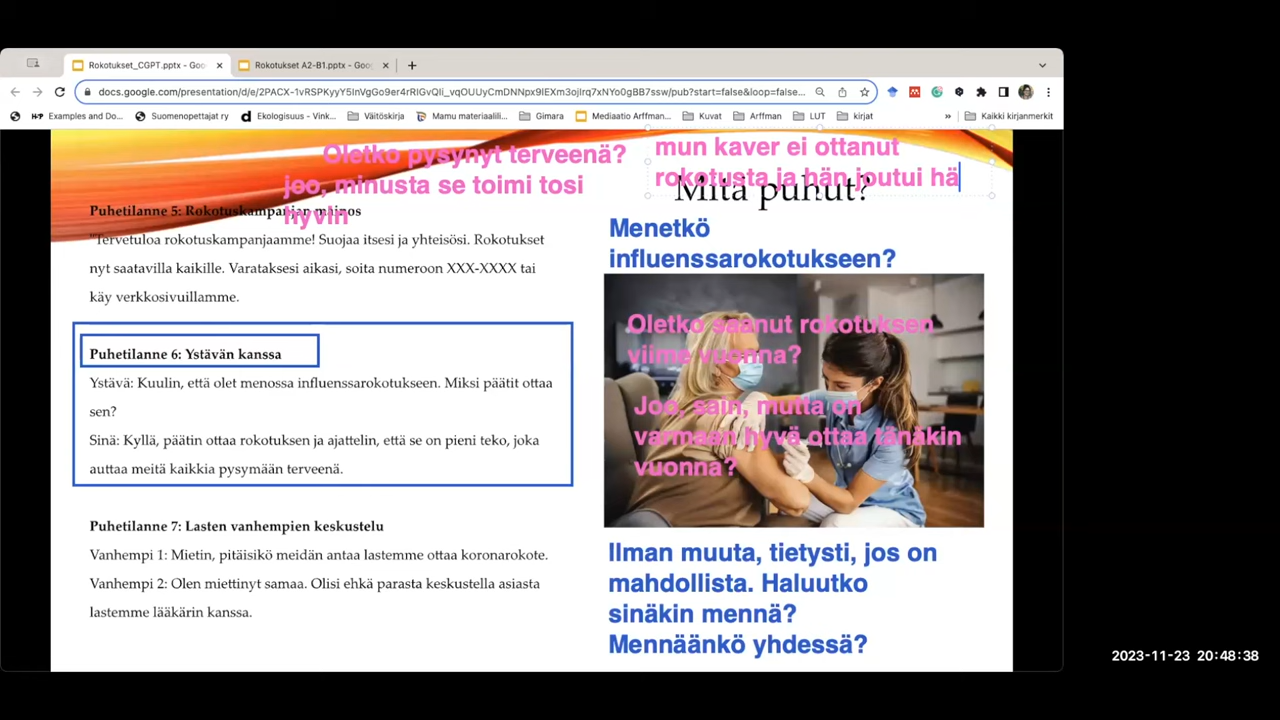 Rokotukset_CGPT.pptx - Goo
Rokotukset A2-B1.pptx - Goog
docs.google.com/presentation/d/e/2PACX-1vRSPKyyY5InVgGo9er4rRIGvQIi_vqOUUyCmDNNpx9IEXm3ojIrq7xNYo0gBB7ssw/pub?start=false&loop=false...
Examples and Do...
Suomenopettajat ry
Ekologisuus - Vink...
Väitöskirja
Mamu materiaalili...
Gimara
Mediaatio Arffman...
Kuvat
Arffman
LUT
kirjat
»
Kaikki kirjanmerkit
Oletko pysynyt terveenä?
joo, minusta se toimi tosi
hyvin
mun kaver ei ottanut
rokotusta ja hän joutui hä
Mitä puhut?
Puhetilanne 5: Rokotuskampanjan mainos
"Tervetuloa rokotuskampanjaamme! Suojaa itsesi ja yhteisösi. Rokotukset
nyt saatavilla kaikille. Varataksesi aikasi, soita numeroon XXX-XXXX tai
käy verkkosivuillamme.
Puhetilanne 6: Ystävän kanssa
Ystävä: Kuulin, että olet menossa influenssarokotukseen. Miksi päätit ottaa
sen?
Sinä: Kyllä, päätin ottaa rokotuksen ja ajattelin, että se on pieni teko, joka
auttaa meitä kaikkia pysymään terveenä.
Puhetilanne 7: Lasten vanhempien keskustelu
Vanhempi 1: Mietin, pitäisikö meidän antaa lastemme ottaa koronarokote.
Vanhempi 2: Olen miettinyt samaa. Olisi ehkä parasta keskustella asiasta
lastemme lääkärin kanssa.
Menetkö
influenssarokotukseen?
Oletko saanut rokotuksen
viime vuonna?
Joo, sain, mutta on
varmaan hyvä ottaa tänäkin
vuonna?
Ilman muuta, tietysti, jos on
mahdollista. Haluutko
sinäkin mennä?
Mennäänkö yhdessä?
2023-11-23 20:48:38